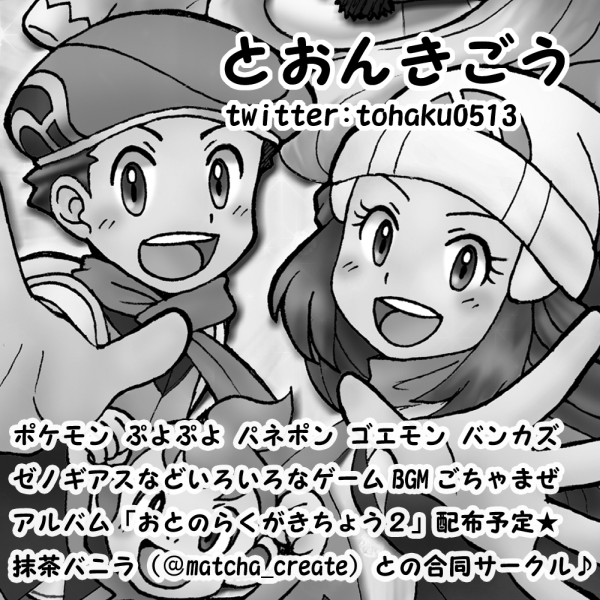 とおんきごう
twitter:tohaku0513
ポケモン ぷよぷよ パネポン ゴエモン バンカズ
ゼノギアスなどいろいろなゲームBGMごちゃまぜ
アルバム「おとのらくがきちょう2」配布予定★
抹茶バニラ（@matcha_create）との合同サークル♪